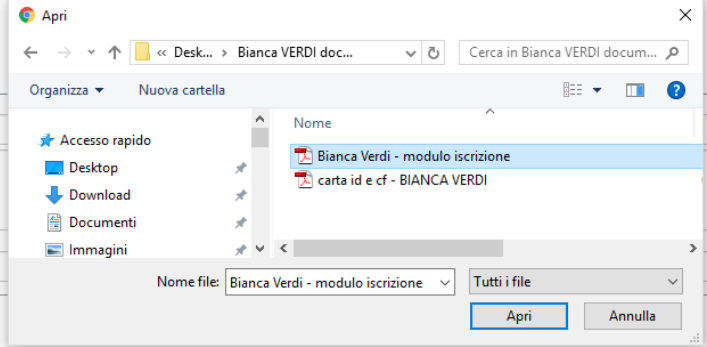 Apri
« Desk... › Bianca VERDI doc...
Cerca in Bianca VERDI docum...
Organizza
Nuova cartella
?
Accesso rapido
Desktop
Download
Documenti
Immagini
Nome
Bianca Verdi - modulo iscrizione
carta id e cf - BIANCA VERDI
Nome file:
Bianca Verdi - modulo iscrizione
Tutti i file
Apri
Annulla